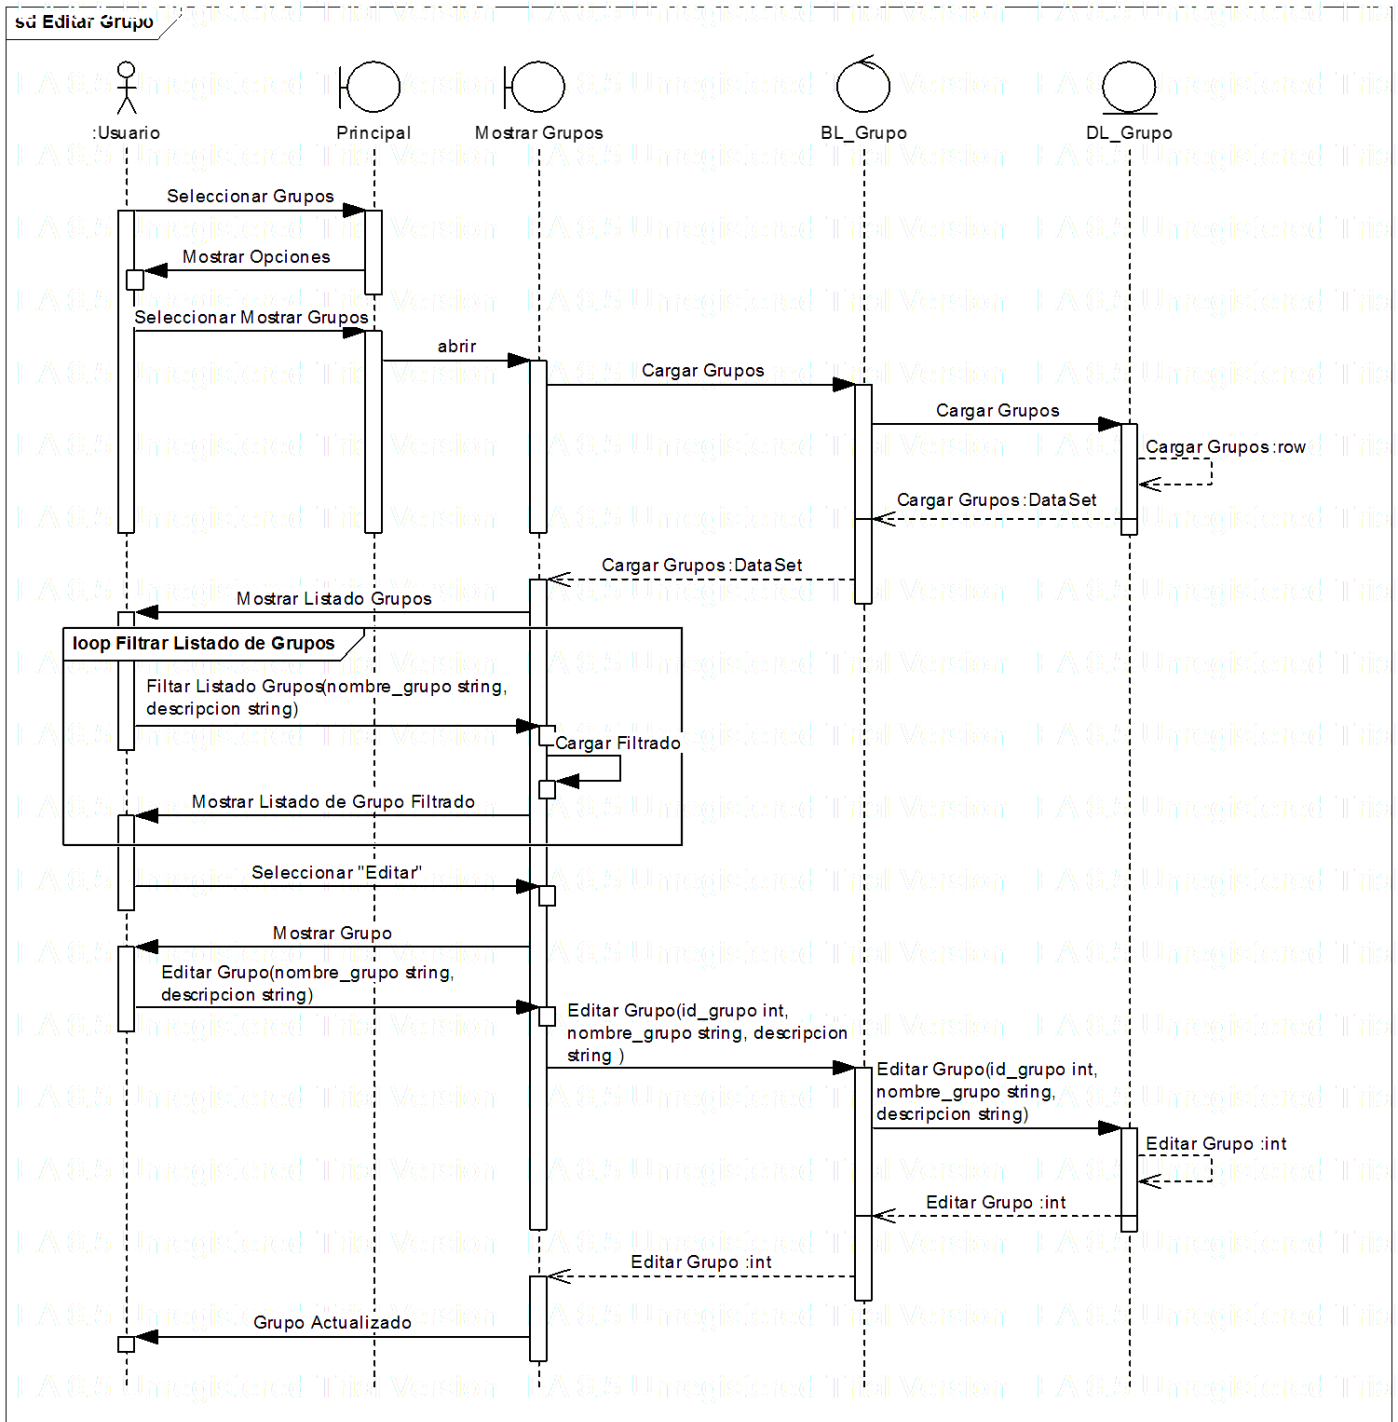 sd Editar Grupo
:Usuario
Principal
Mostrar Grupos
BL_Grupo
DL_Grupo
Seleccionar Grupos
Mostrar Opciones
Seleccionar Mostrar Grupos
abrir
Cargar Grupos
Cargar Grupos
Cargar Grupos :row
Cargar Grupos :DataSet
Cargar Grupos :DataSet
Mostrar Listado Grupos
loop Filtrar Listado de Grupos
Filtar Listado Grupos(nombre_grupo string,
descripcion string)
Cargar Filtrado
Mostrar Listado de Grupo Filtrado
Seleccionar "Editar"
Mostrar Grupo
Editar Grupo(nombre_grupo string,
descripcion string)
Editar Grupo(id_grupo int,
nombre_grupo string, descripcion
string )
Editar Grupo(id_grupo int,
nombre_grupo string,
descripcion string)
Editar Grupo :int
Editar Grupo :int
Editar Grupo :int
Grupo Actualizado